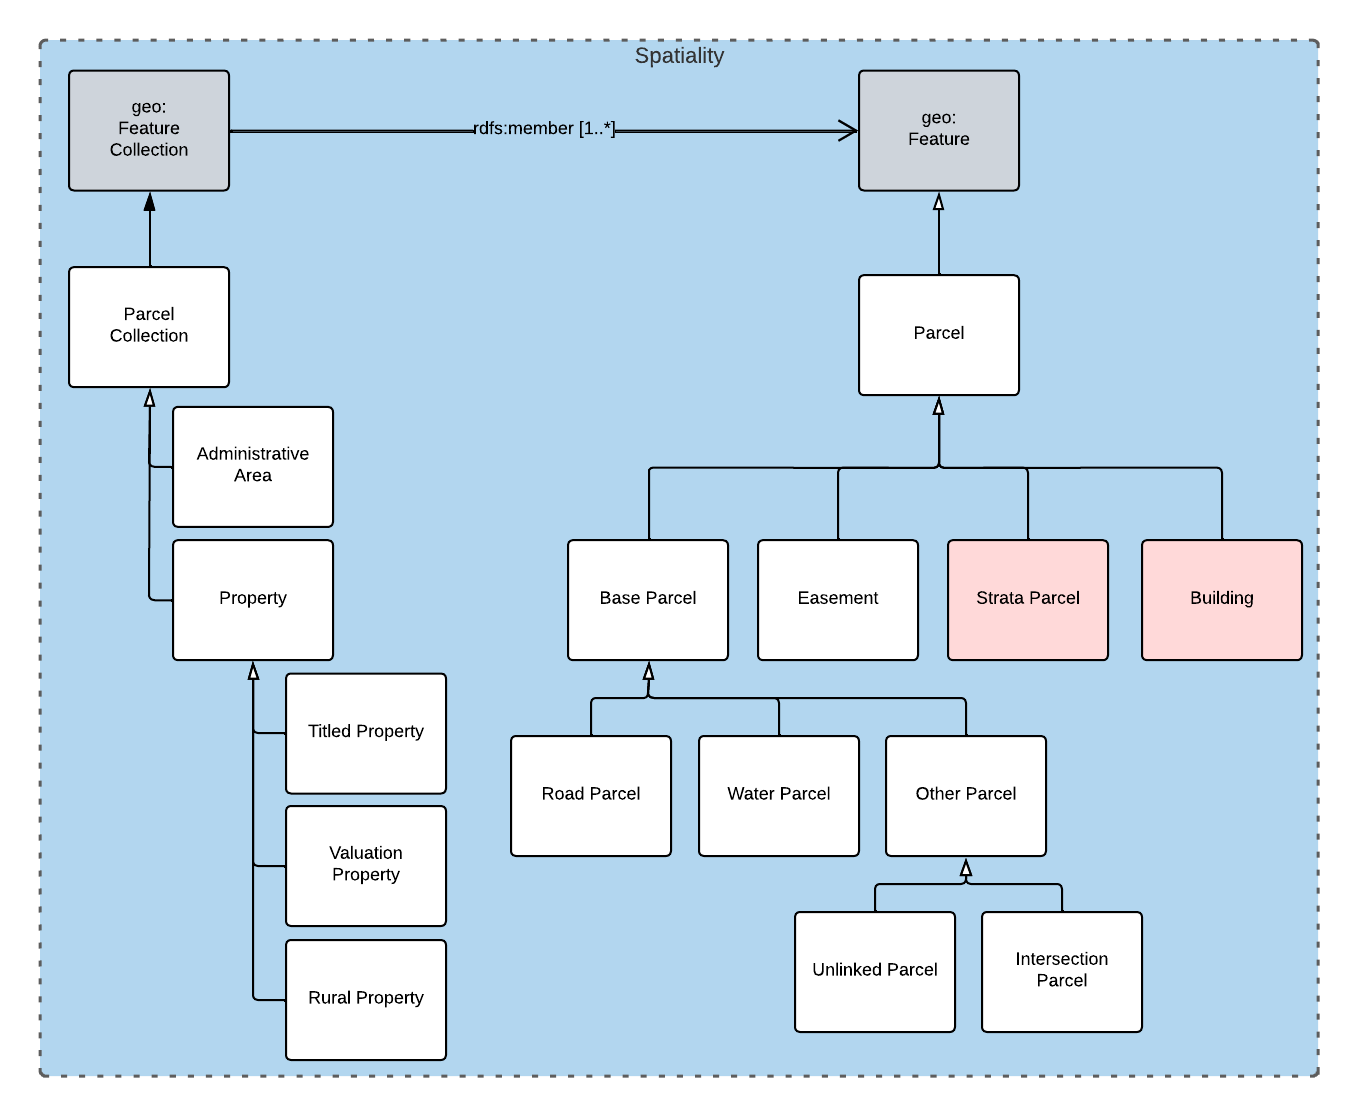 Spatiality
geo:
Feature
Collection
rdfs:member [1..*]
geo:
Feature
Parcel
Collection
Parcel
Administrative
Area
Property
Base Parcel
Easement
Strata Parcel
Building
Titled Property
Road Parcel
Water Parcel
Other Parcel
Valuation
Property
Unlinked Parcel
Intersection
Parcel
Rural Property